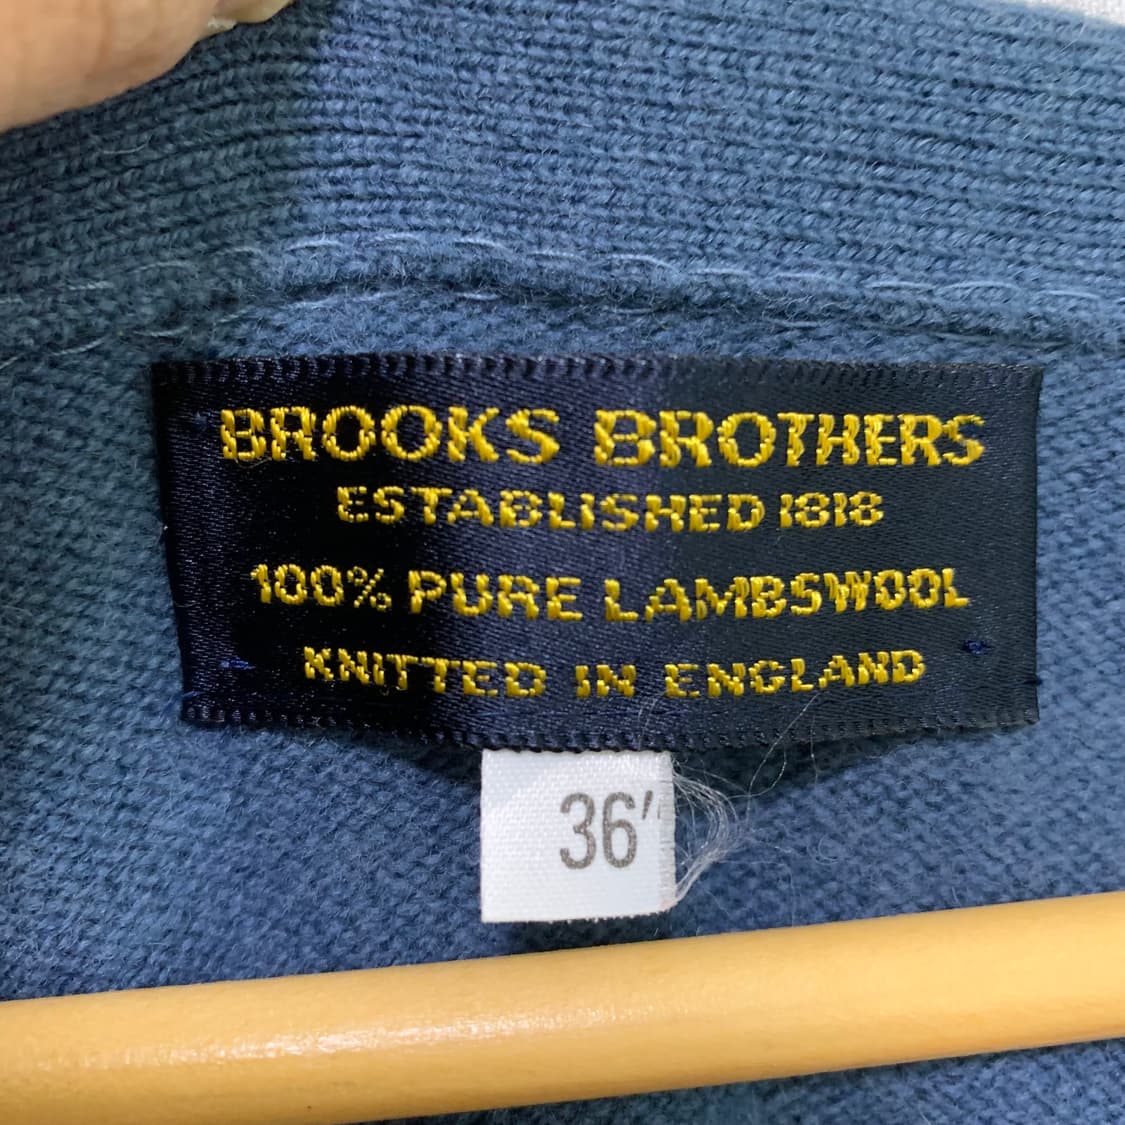 BROOKS BROTHERS
ESTABLISHED 1818
100% PURE LAMBSWOOL
KNITTED IN ENGLAND
36"